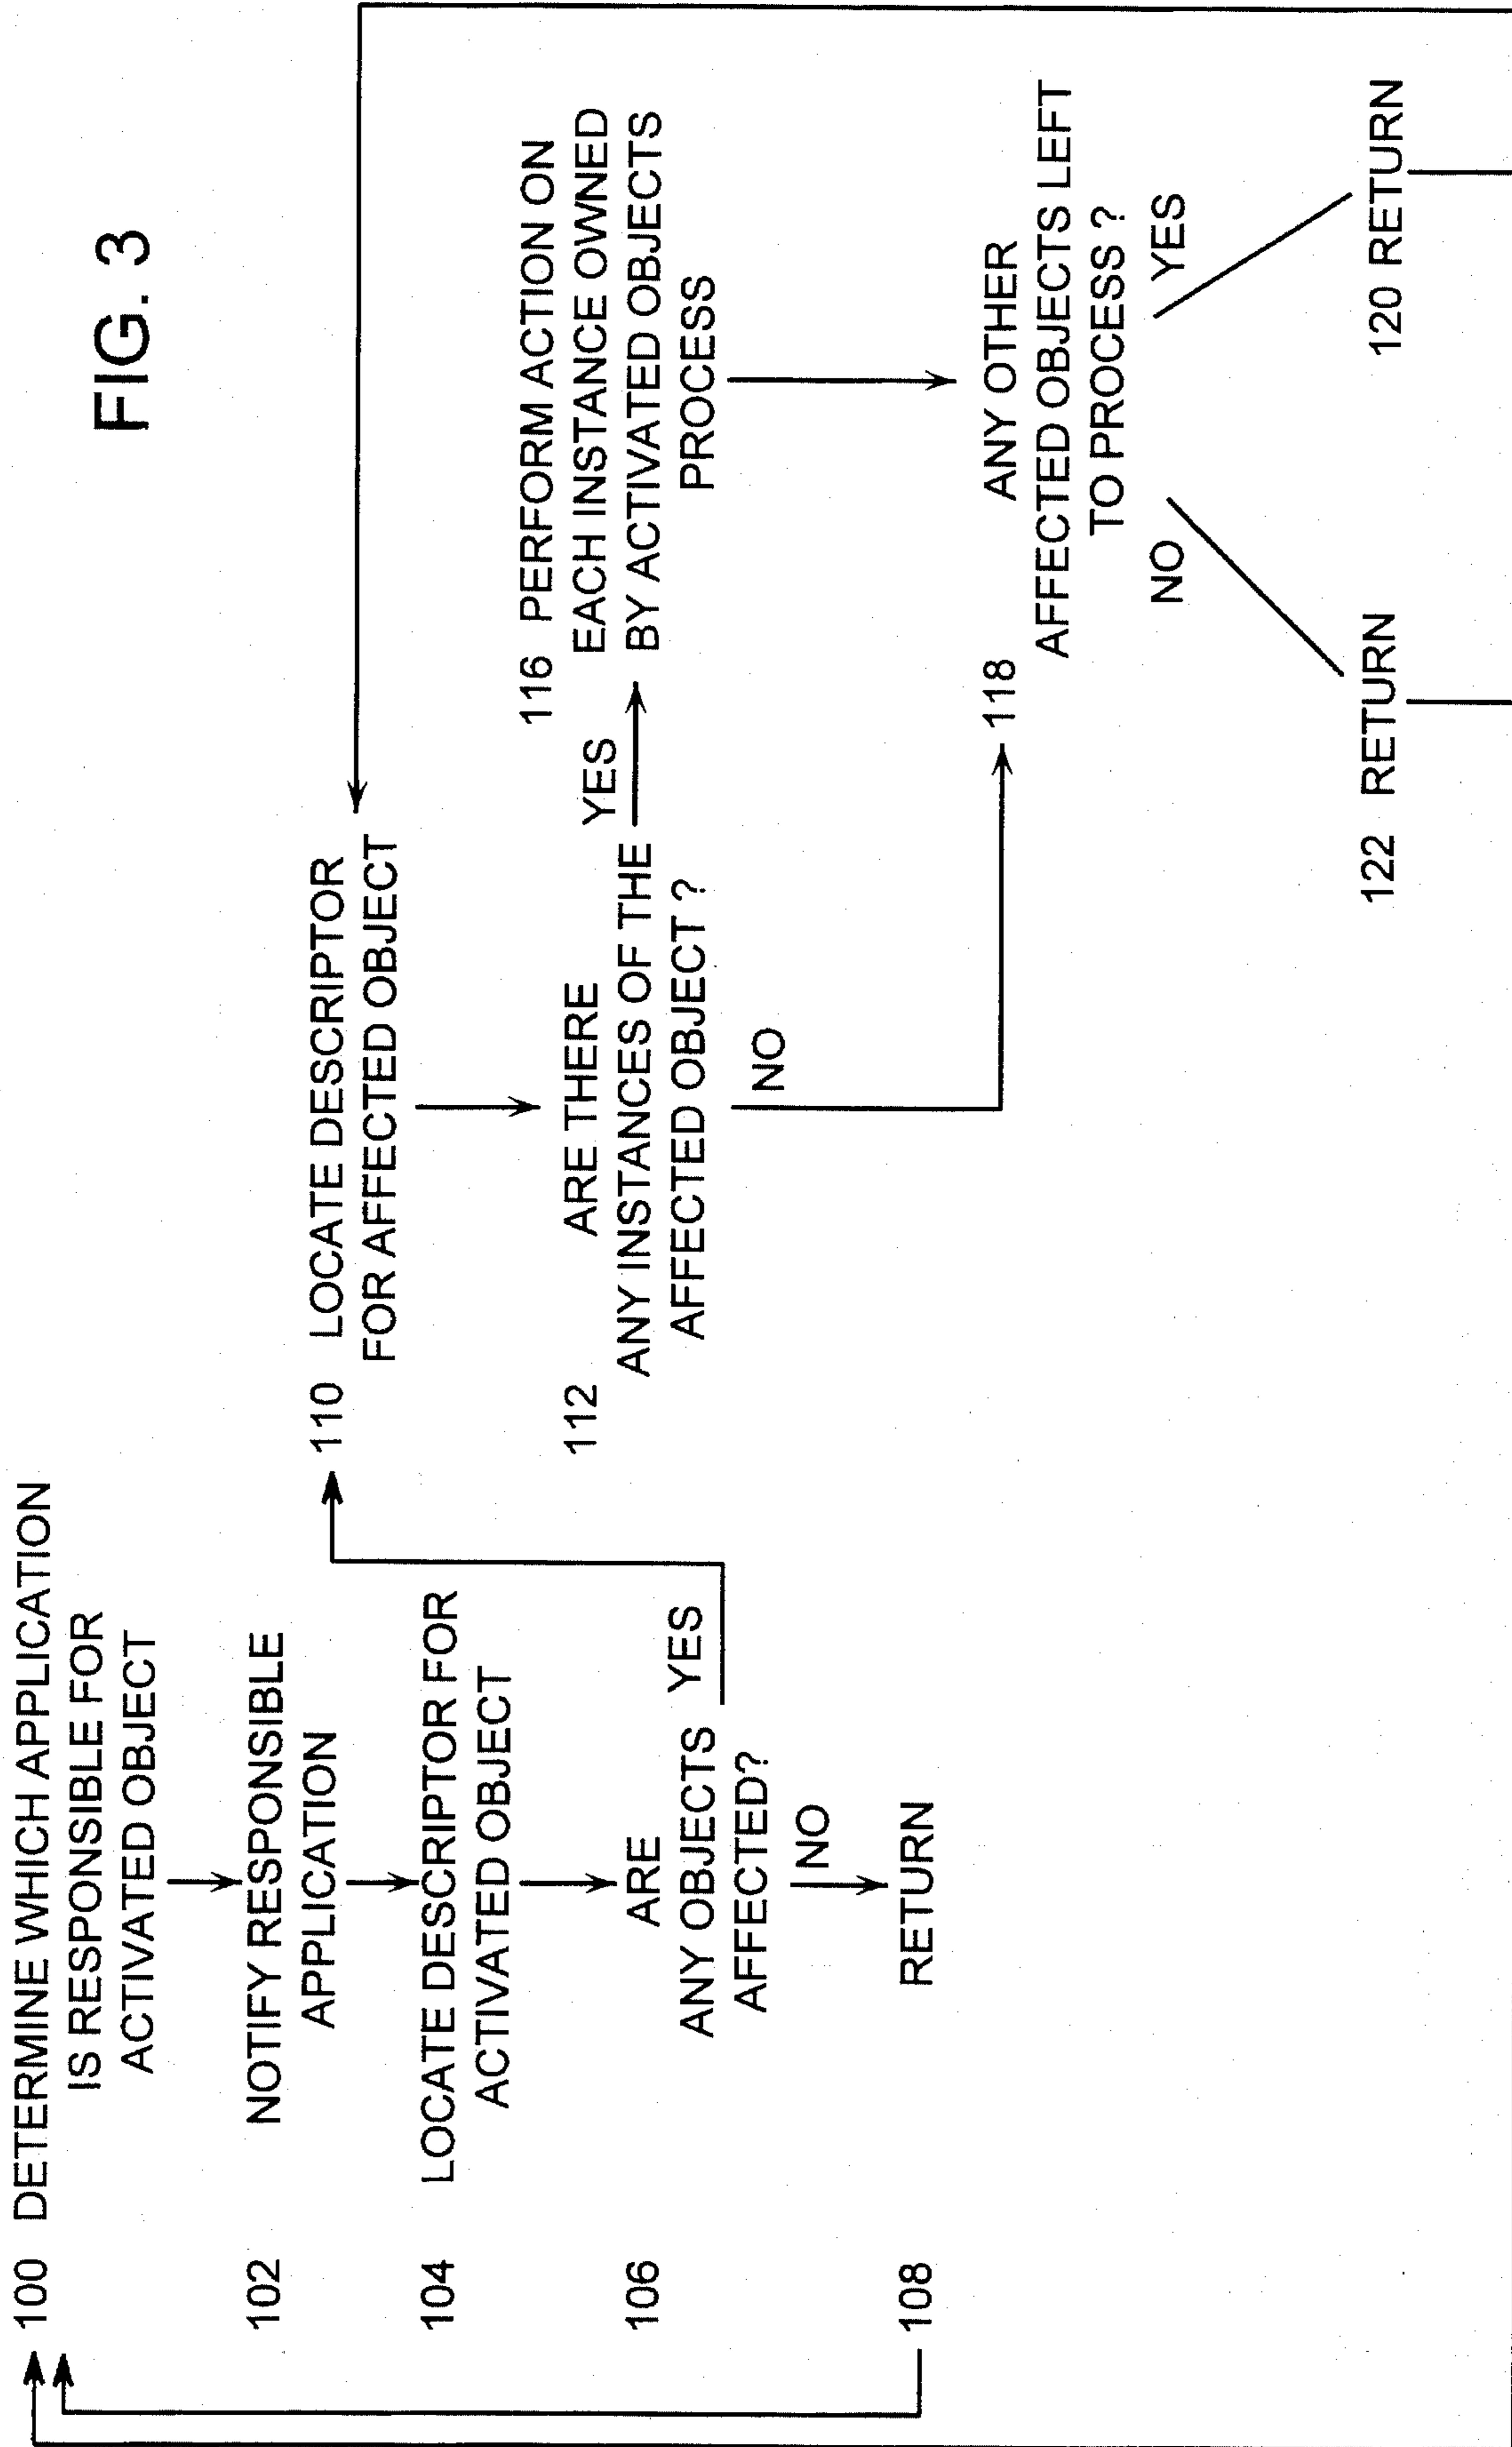 FIG. 3
100 DETERMINE WHICH APPLICATION
IS RESPONSIBLE FOR
ACTIVATED OBJECT
102 NOTIFY RESPONSIBLE
APPLICATION
104 LOCATE DESCRIPTOR FOR
ACTIVATED OBJECT
106 ARE
ANY OBJECTS YES
AFFECTED?
NO
108 RETURN
110 LOCATE DESCRIPTOR
FOR AFFECTED OBJECT
112 ARE THERE
ANY INSTANCES OF THE
AFFECTED OBJECT ?
YES
NO
116 PERFORM ACTION ON
EACH INSTANCE OWNED
BY ACTIVATED OBJECTS
PROCESS
118 ANY OTHER
AFFECTED OBJECTS LEFT
TO PROCESS ?
NO YES
122 RETURN
120 RETURN